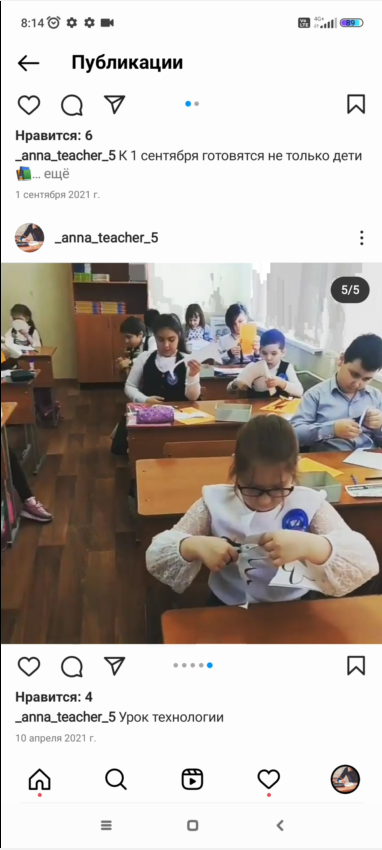 8:14
Vo LTE 4G+ 89
Публикации
Нравится: 6
_anna_teacher_5 К 1 сентября готовятся не только дети
... ещё
1 сентября 2021 г.
_anna_teacher_5
5/5
Нравится: 4
_anna_teacher_5 Урок технологии
10 апреля 2021 г.